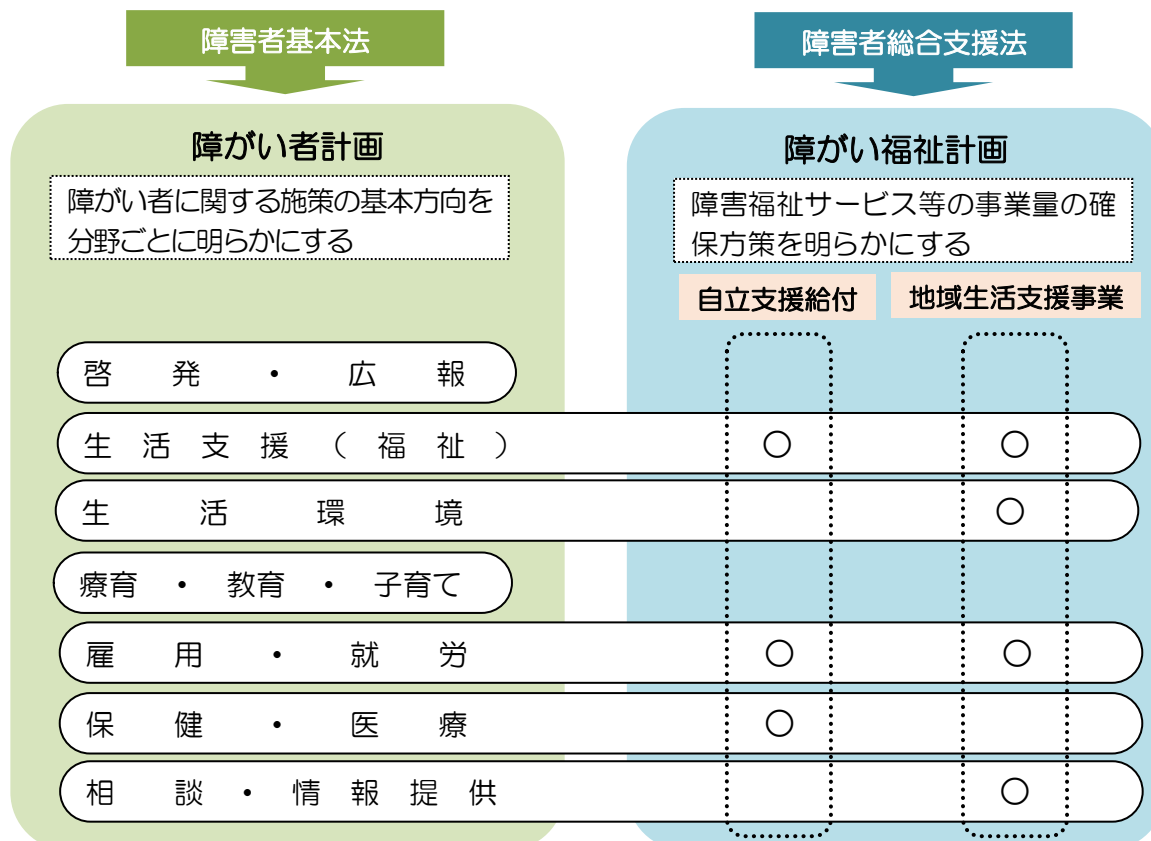 障害者基本法
障害者総合支援法
障がい者計画
障がい者に関する施策の基本方向を
分野ごとに明らかにする
障がい福祉計画
障害福祉サービス等の事業量の確
保方策を明らかにする
自立支援給付
地域生活支援事業
啓発・広報
生活支援（福祉） ○ ○
生活環境 ○
療育・教育・子育て
雇用・就労 ○ ○
保健・医療 ○
相談・情報提供 ○